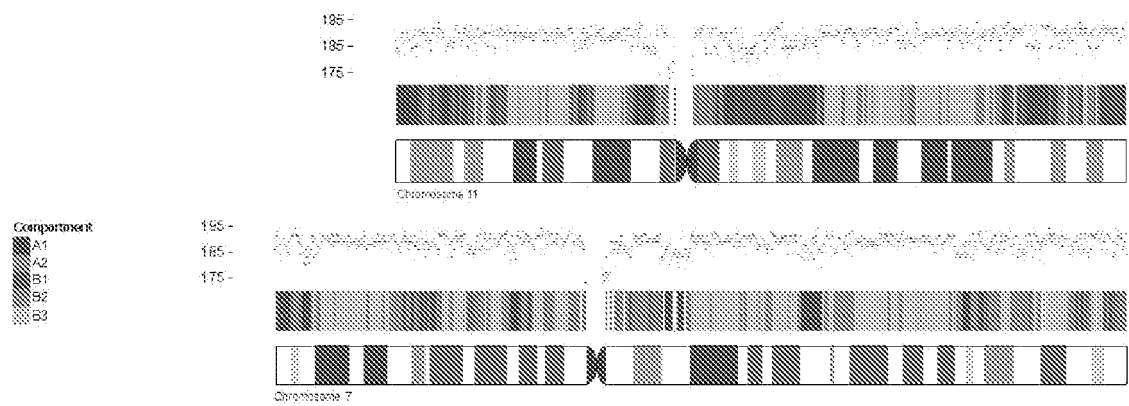 195
185
175
Chromosome 11
Compartment
A1
A2
B1
B2
B3
195
185
175
Chromosome 7